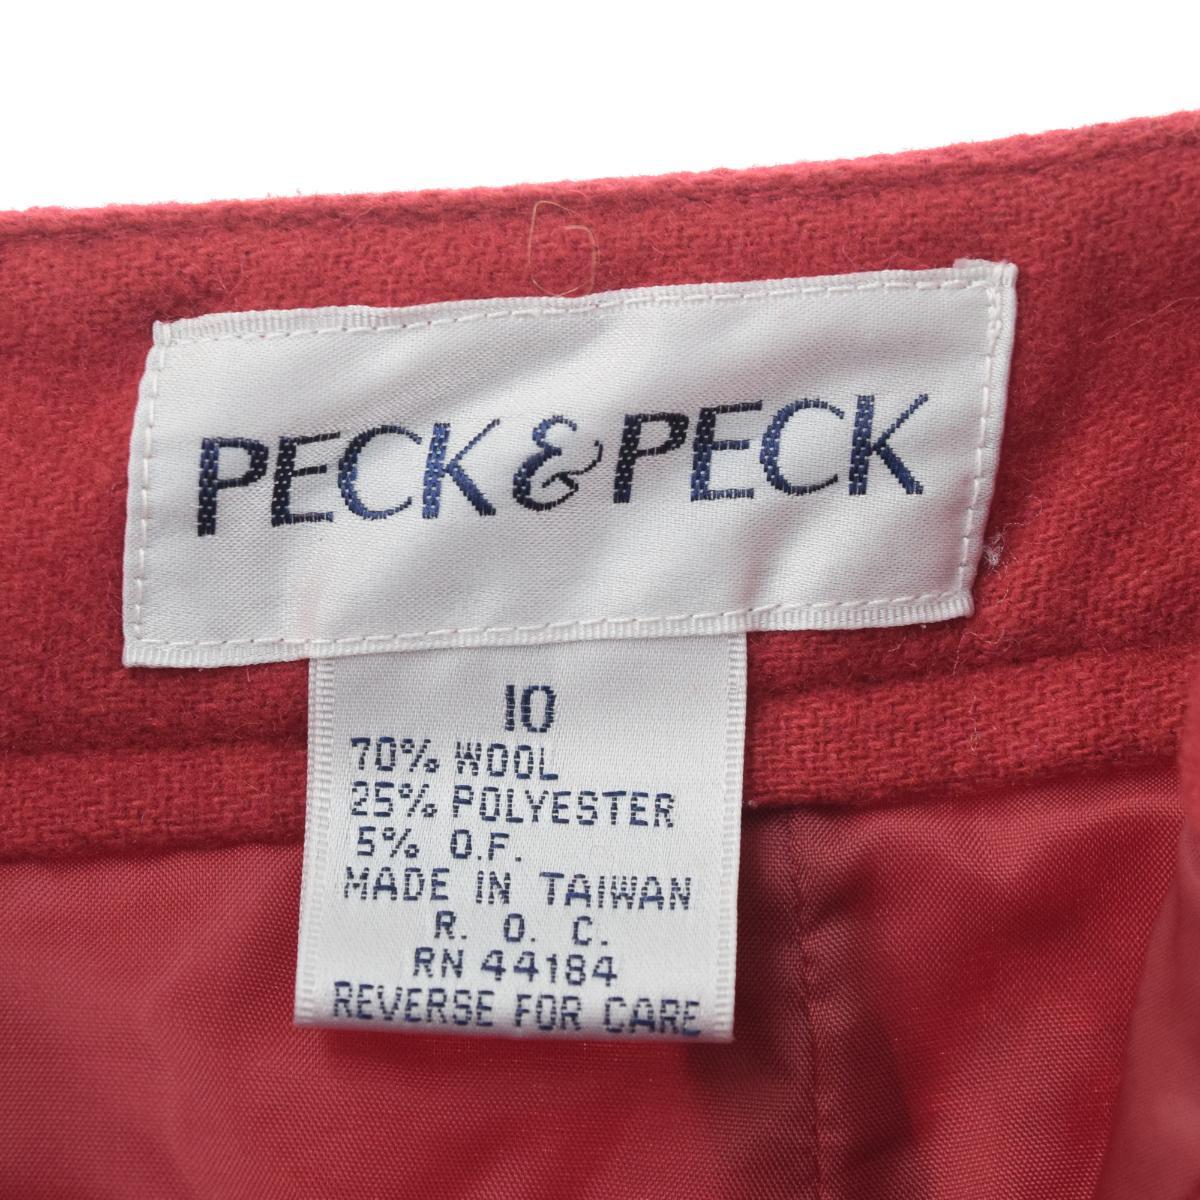 PECK & PECK
10
70% WOOL
25% POLYESTER
5% O.F.
MADE IN TAIWAN
R. O. C.
RN 44184
REVERSE FOR CARE